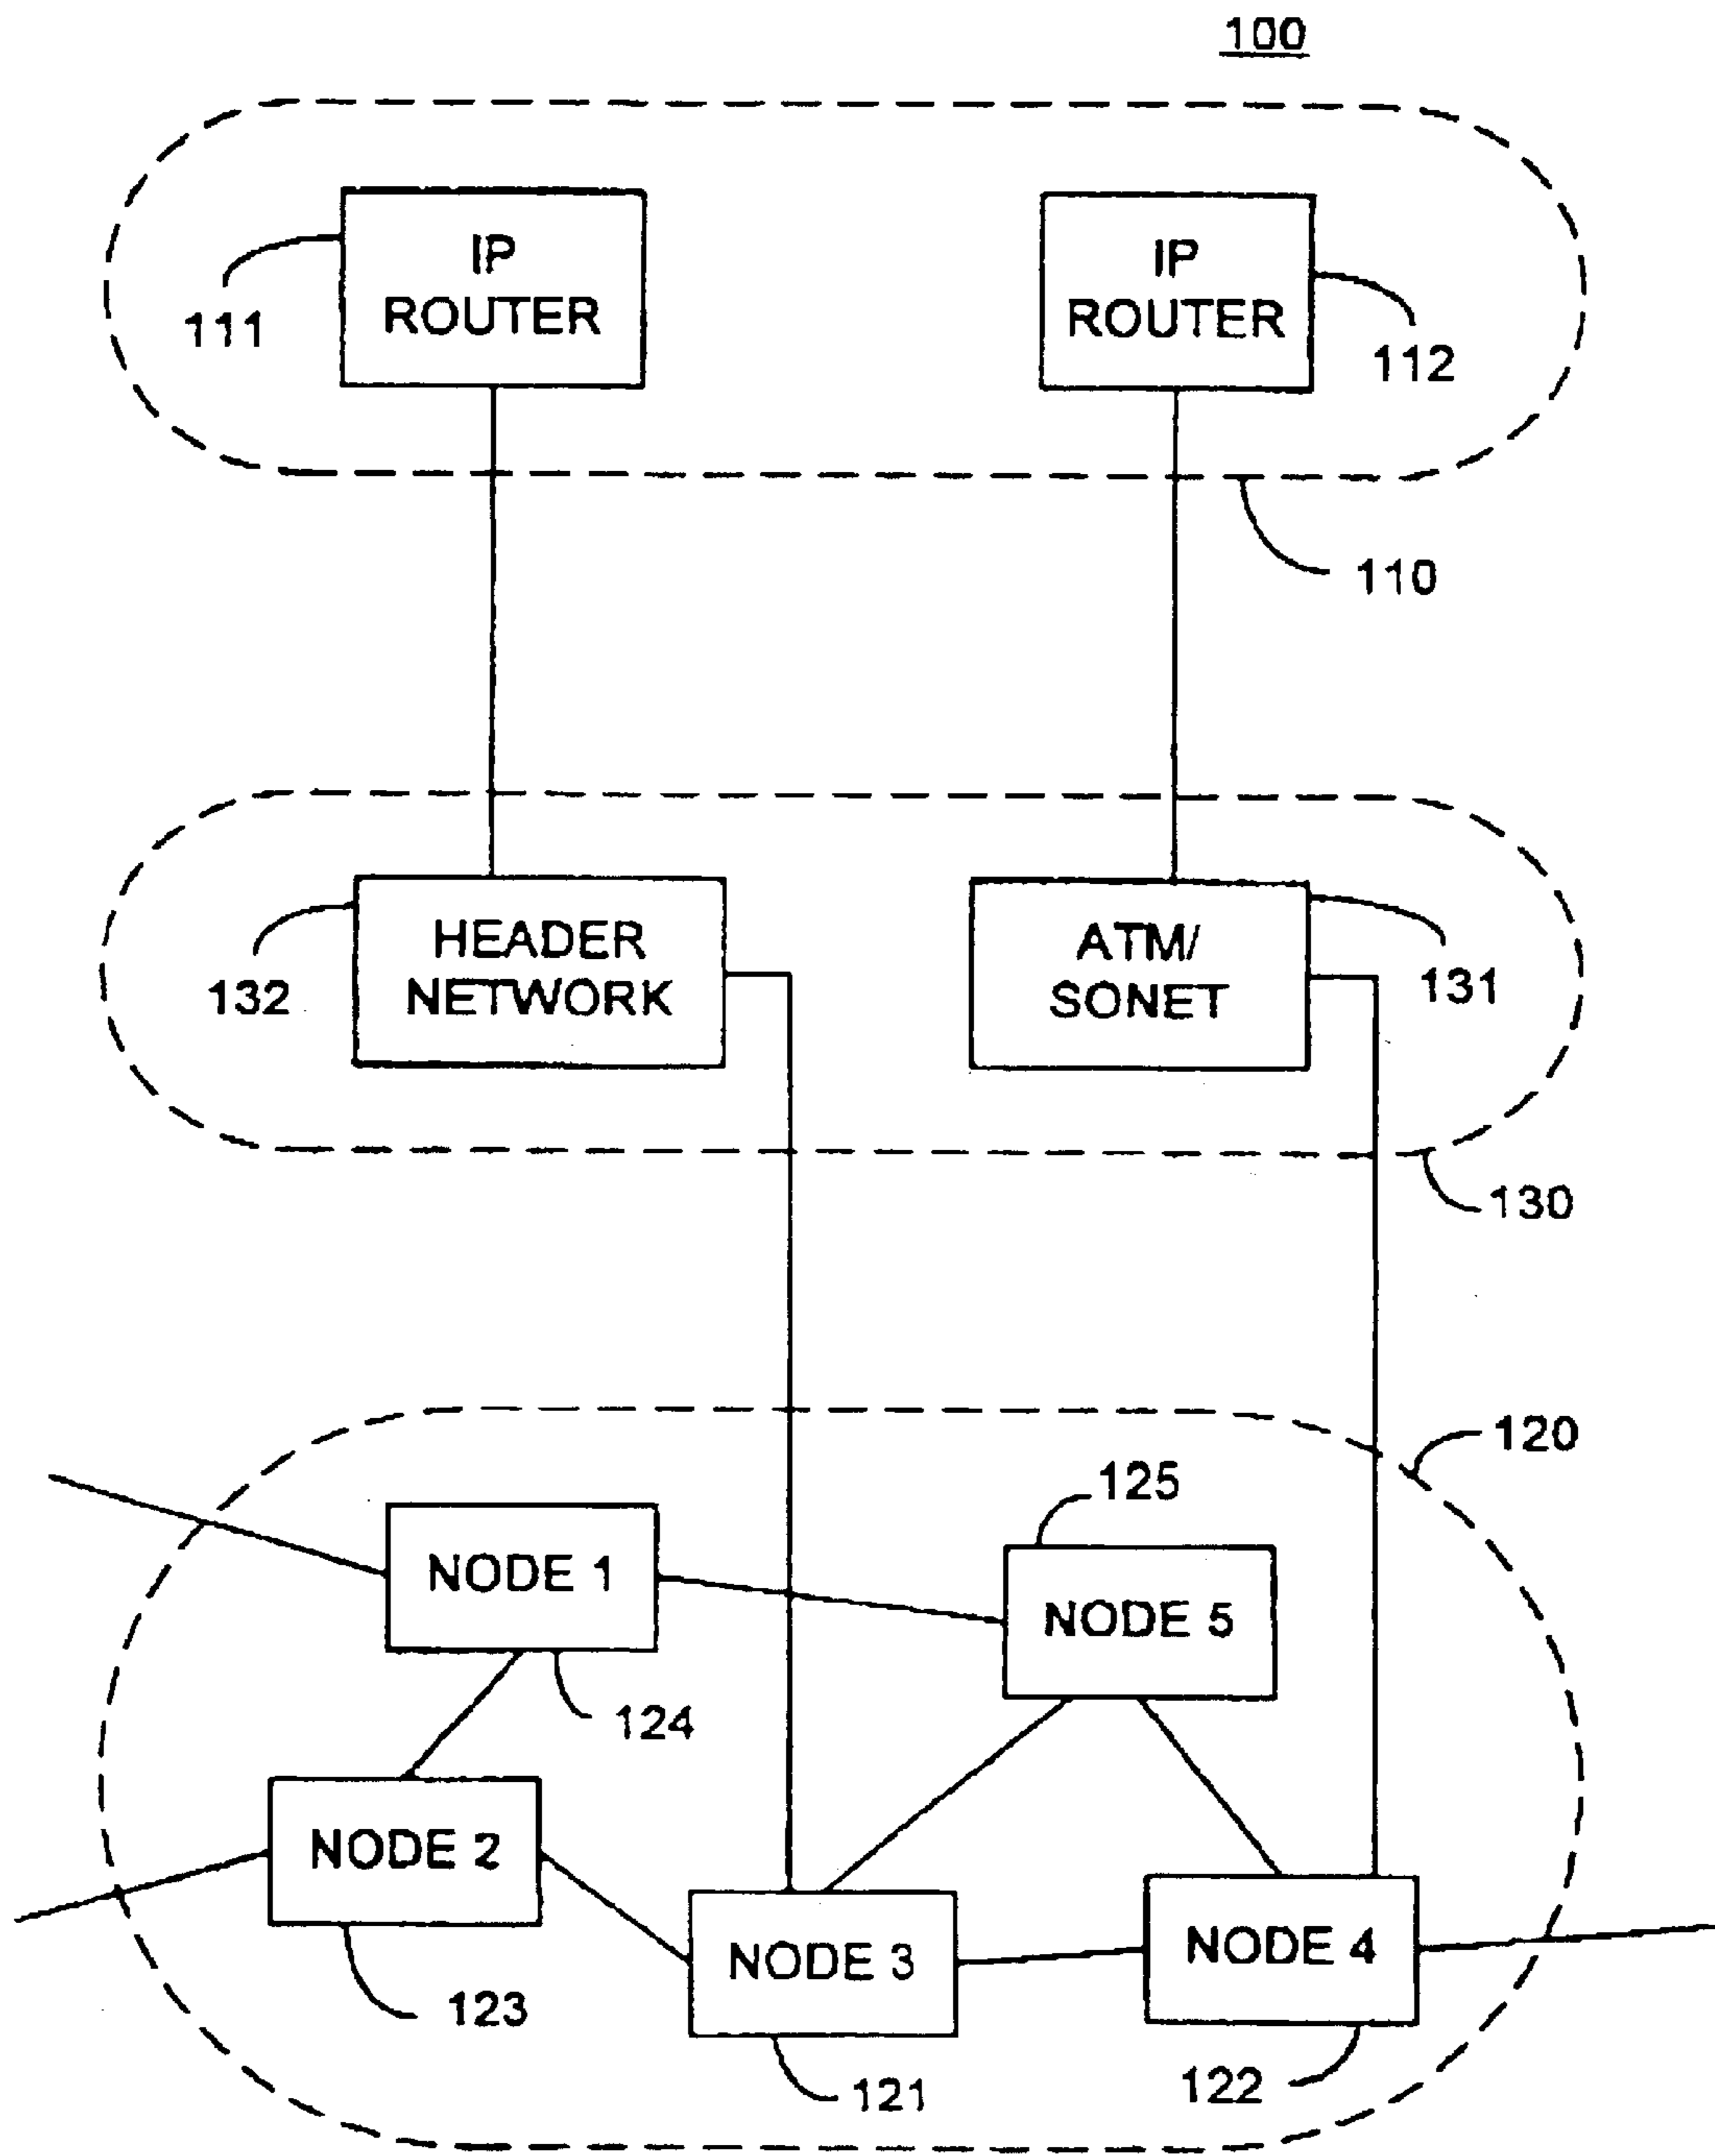 100
IP
ROUTER
IP
ROUTER
111
112
110
HEADER
NETWORK
ATM/
SONET
132
131
130
120
125
NODE 1
NODE 5
124
NODE 2
NODE 3
NODE 4
123
121
122